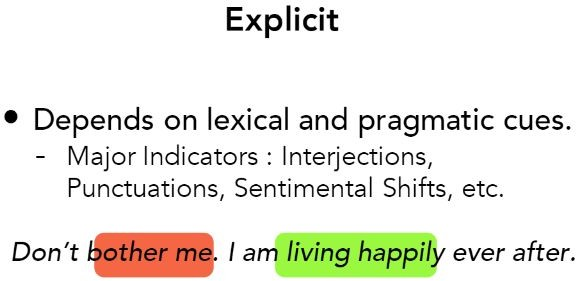 Explicit
• Depends on lexical and pragmatic cues.
- Major Indicators : Interjections,
Punctuations, Sentimental Shifts, etc.
Don’t bother me. I am living happily ever after.